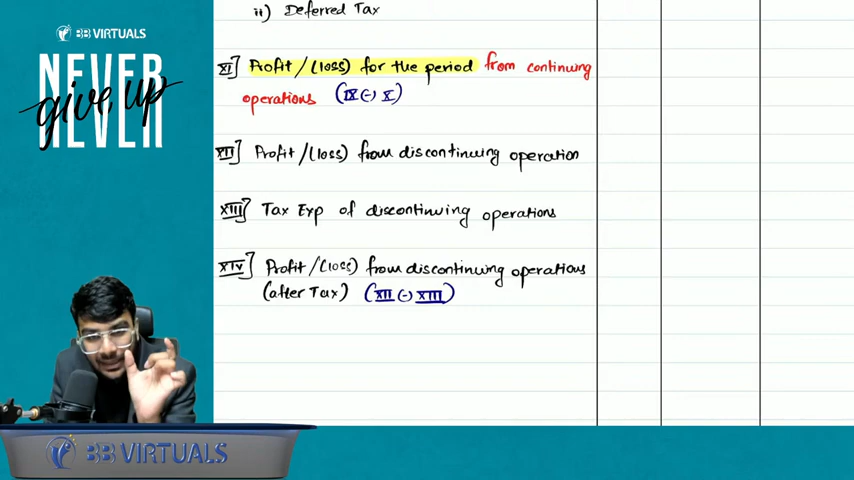 ii) Deferred Tax
BB VIRTUALS
NEVER
give up
NEVER
XI] Profit/(loss) for the period from continuing
operations (IX (-) X)
XII] Profit/(loss) from discontinuing operation
XIII] Tax Exp of discontinuing operations
XIV] Profit/(loss) from discontinuing operations
(after Tax) (XII (-) XIII)
BB VIRTUALS